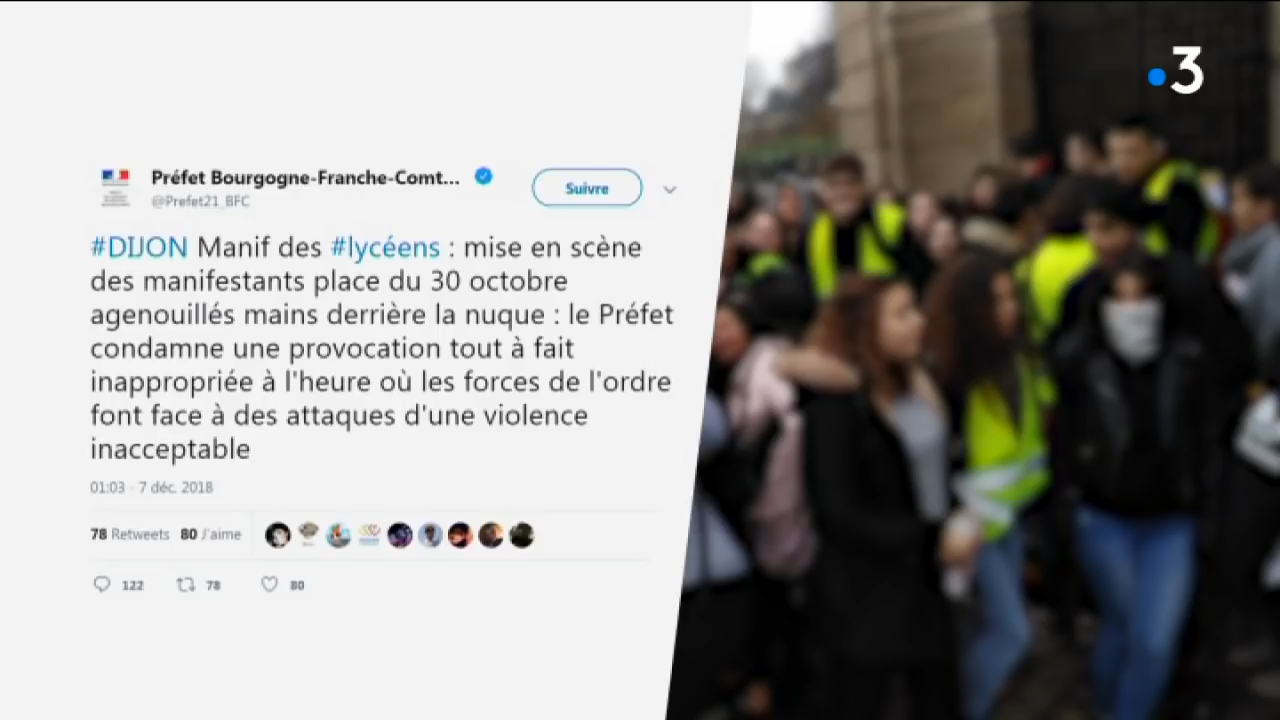 3
Préfet Bourgogne-Franche-Comt...
Suivre
@Prefet21_BFC
#DIJON Manif des #lycéens : mise en scène
des manifestants place du 30 octobre
agenouillés mains derrière la nuque : le Préfet
condamne une provocation tout à fait
inappropriée à l'heure où les forces de l'ordre
font face à des attaques d'une violence
inacceptable
01:03 - 7 déc. 2018
78 Retweets 80 J'aime
122 78 80